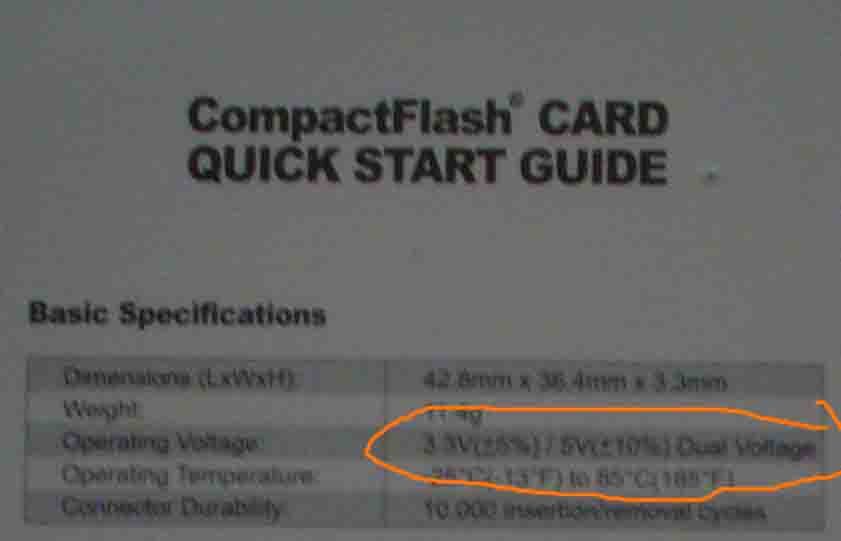 CompactFlash® CARD
QUICK START GUIDE
Basic Specifications
Dimensions (LxWxH): 42.8mm x 36.4mm x 3.3mm
Weight: 11.4g
Operating Voltage: 3.3V(±5%) / 5V(±10%) Dual Voltage
Operating Temperature: -25°C(-13°F) to 85°C(185°F)
Connector Durability: 10,000 insertion/removal cycles